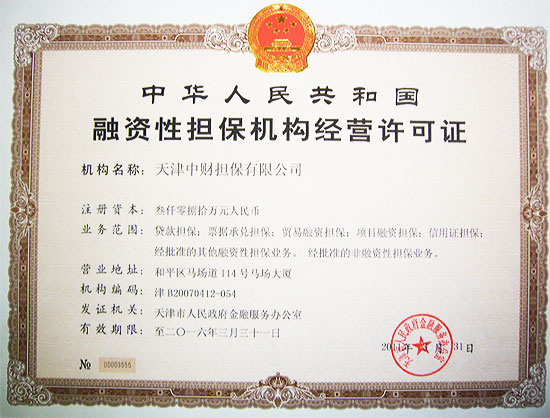 中华人民共和国
融资性担保机构经营许可证
机构名称: 天津中财担保有限公司
注册资本: 叁仟零捌拾万元人民币
业务范围: 贷款担保; 票据承兑担保; 贸易融资担保; 项目融资担保; 信用证担保;
经批准的其他融资性担保业务。 经批准的非融资性担保业务。
营业地址: 和平区马场道114号马场大厦
机构编码: 津B20070412-054
发证机关: 天津市人民政府金融服务办公室
有效期限: 至二〇一六年三月三十一日
31日
№ 00003555